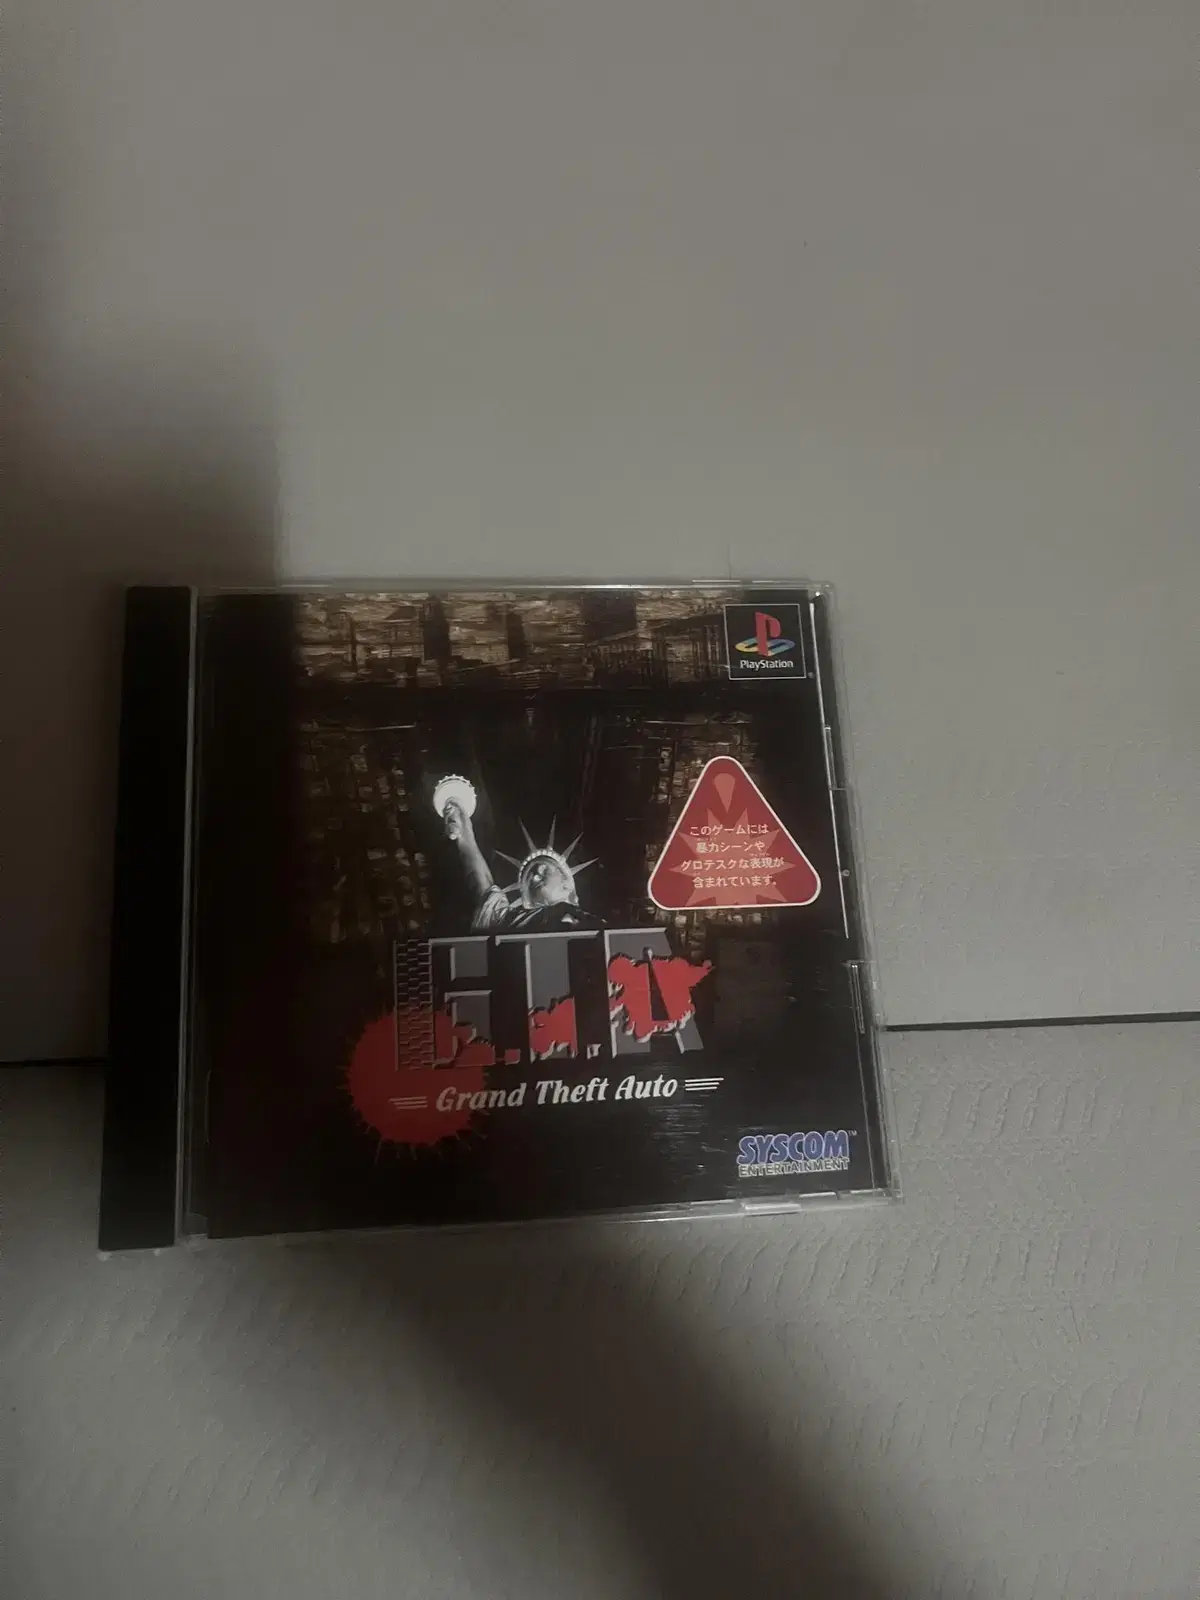 PlayStation
このゲームには
暴力シーンや
グロテスクな表現が
含まれています。
G.T.A
Grand Theft Auto
SYSCOM™
ENTERTAINMENT